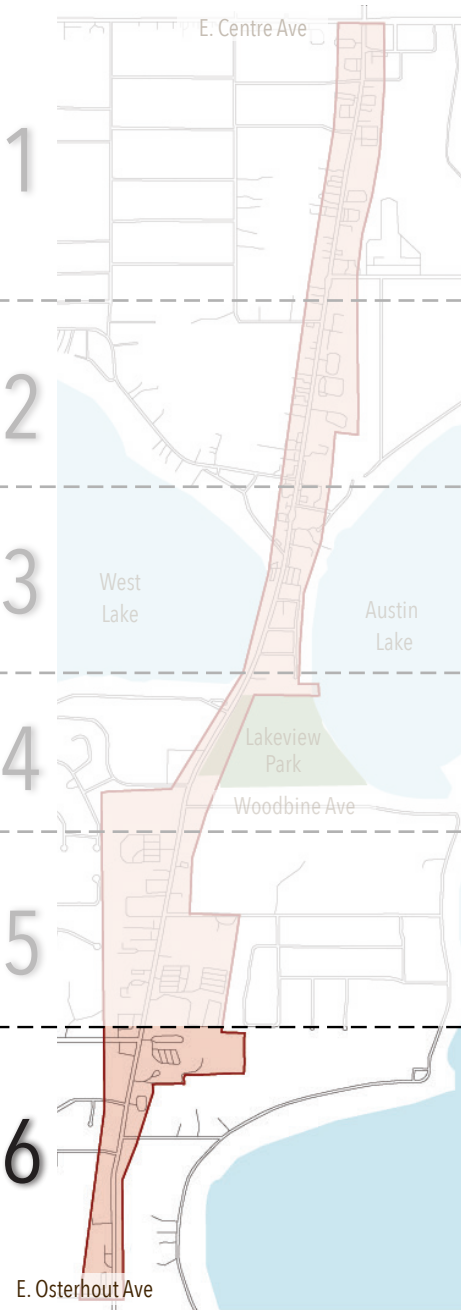 E. Centre Ave
1
2
3
West
Lake
Austin
Lake
4
Lakeview
Park
Woodbine Ave
5
6
E. Osterhout Ave